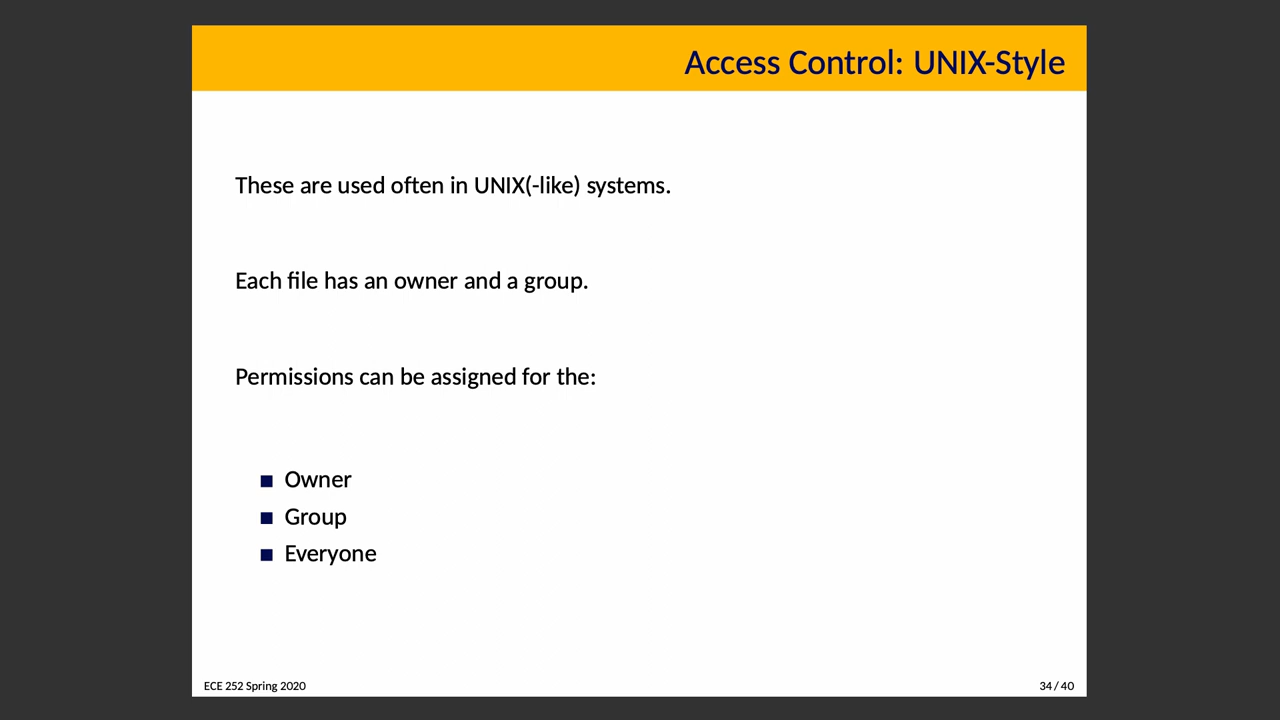 Access Control: UNIX-Style
These are used often in UNIX(-like) systems.
Each file has an owner and a group.
Permissions can be assigned for the:
■ Owner
■ Group
■ Everyone
ECE 252 Spring 2020
34 / 40